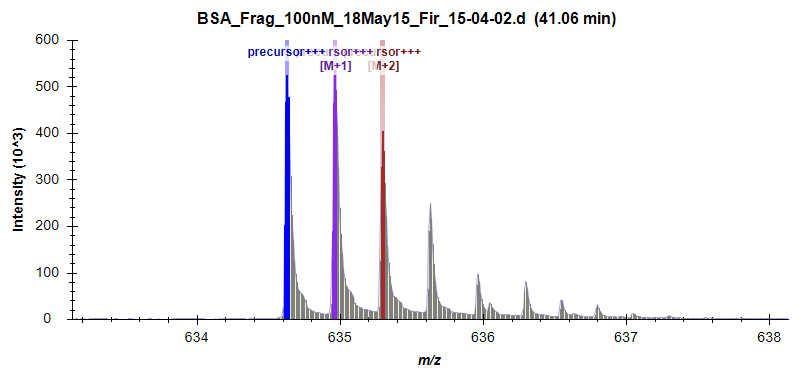 BSA_Frag_100nM_18May15_Fir_15-04-02.d (41.06 min)
600
precursor+++ rsor+++ rsor+++
[M+1] [M+2]
500
400
300
200
100
0
Intensity (10^3)
634 635 636 637 638
m/z